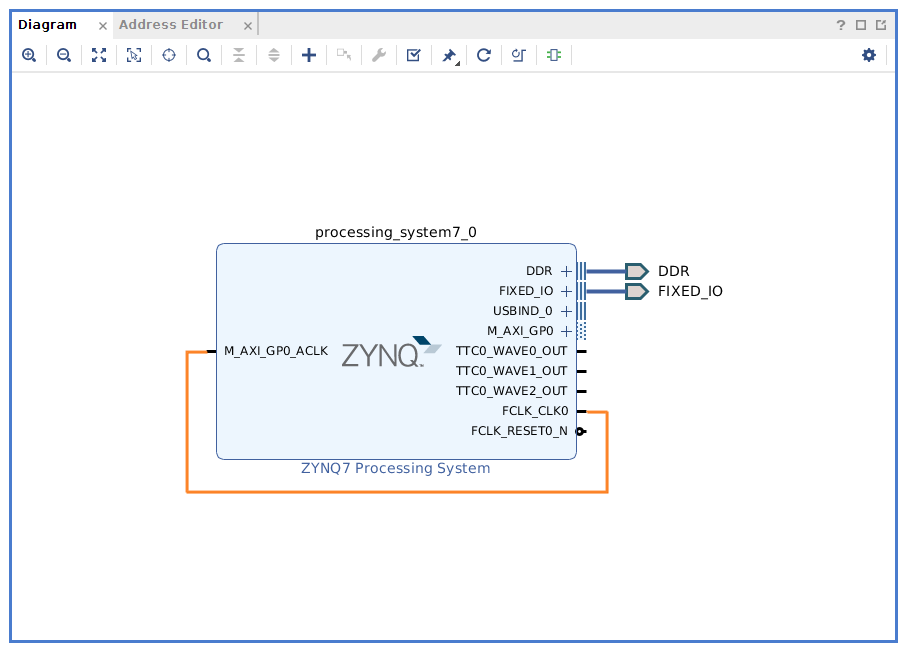 Diagram × Address Editor × ?
processing_system7_0
DDR
FIXED_IO
USBIND_0
M_AXI_GP0
TTC0_WAVE0_OUT
TTC0_WAVE1_OUT
TTC0_WAVE2_OUT
FCLK_CLK0
FCLK_RESET0_N
M_AXI_GP0_ACLK
ZYNQ™
DDR
FIXED_IO
ZYNQ7 Processing System